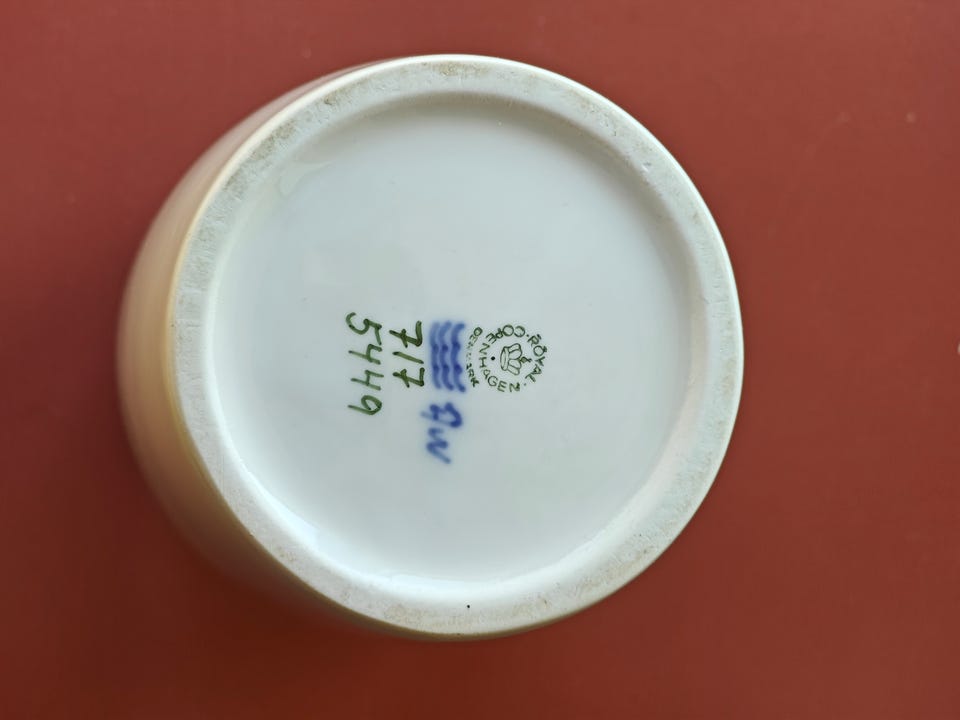 ROYAL
COPENHAGEN
DENMARK
717
5449